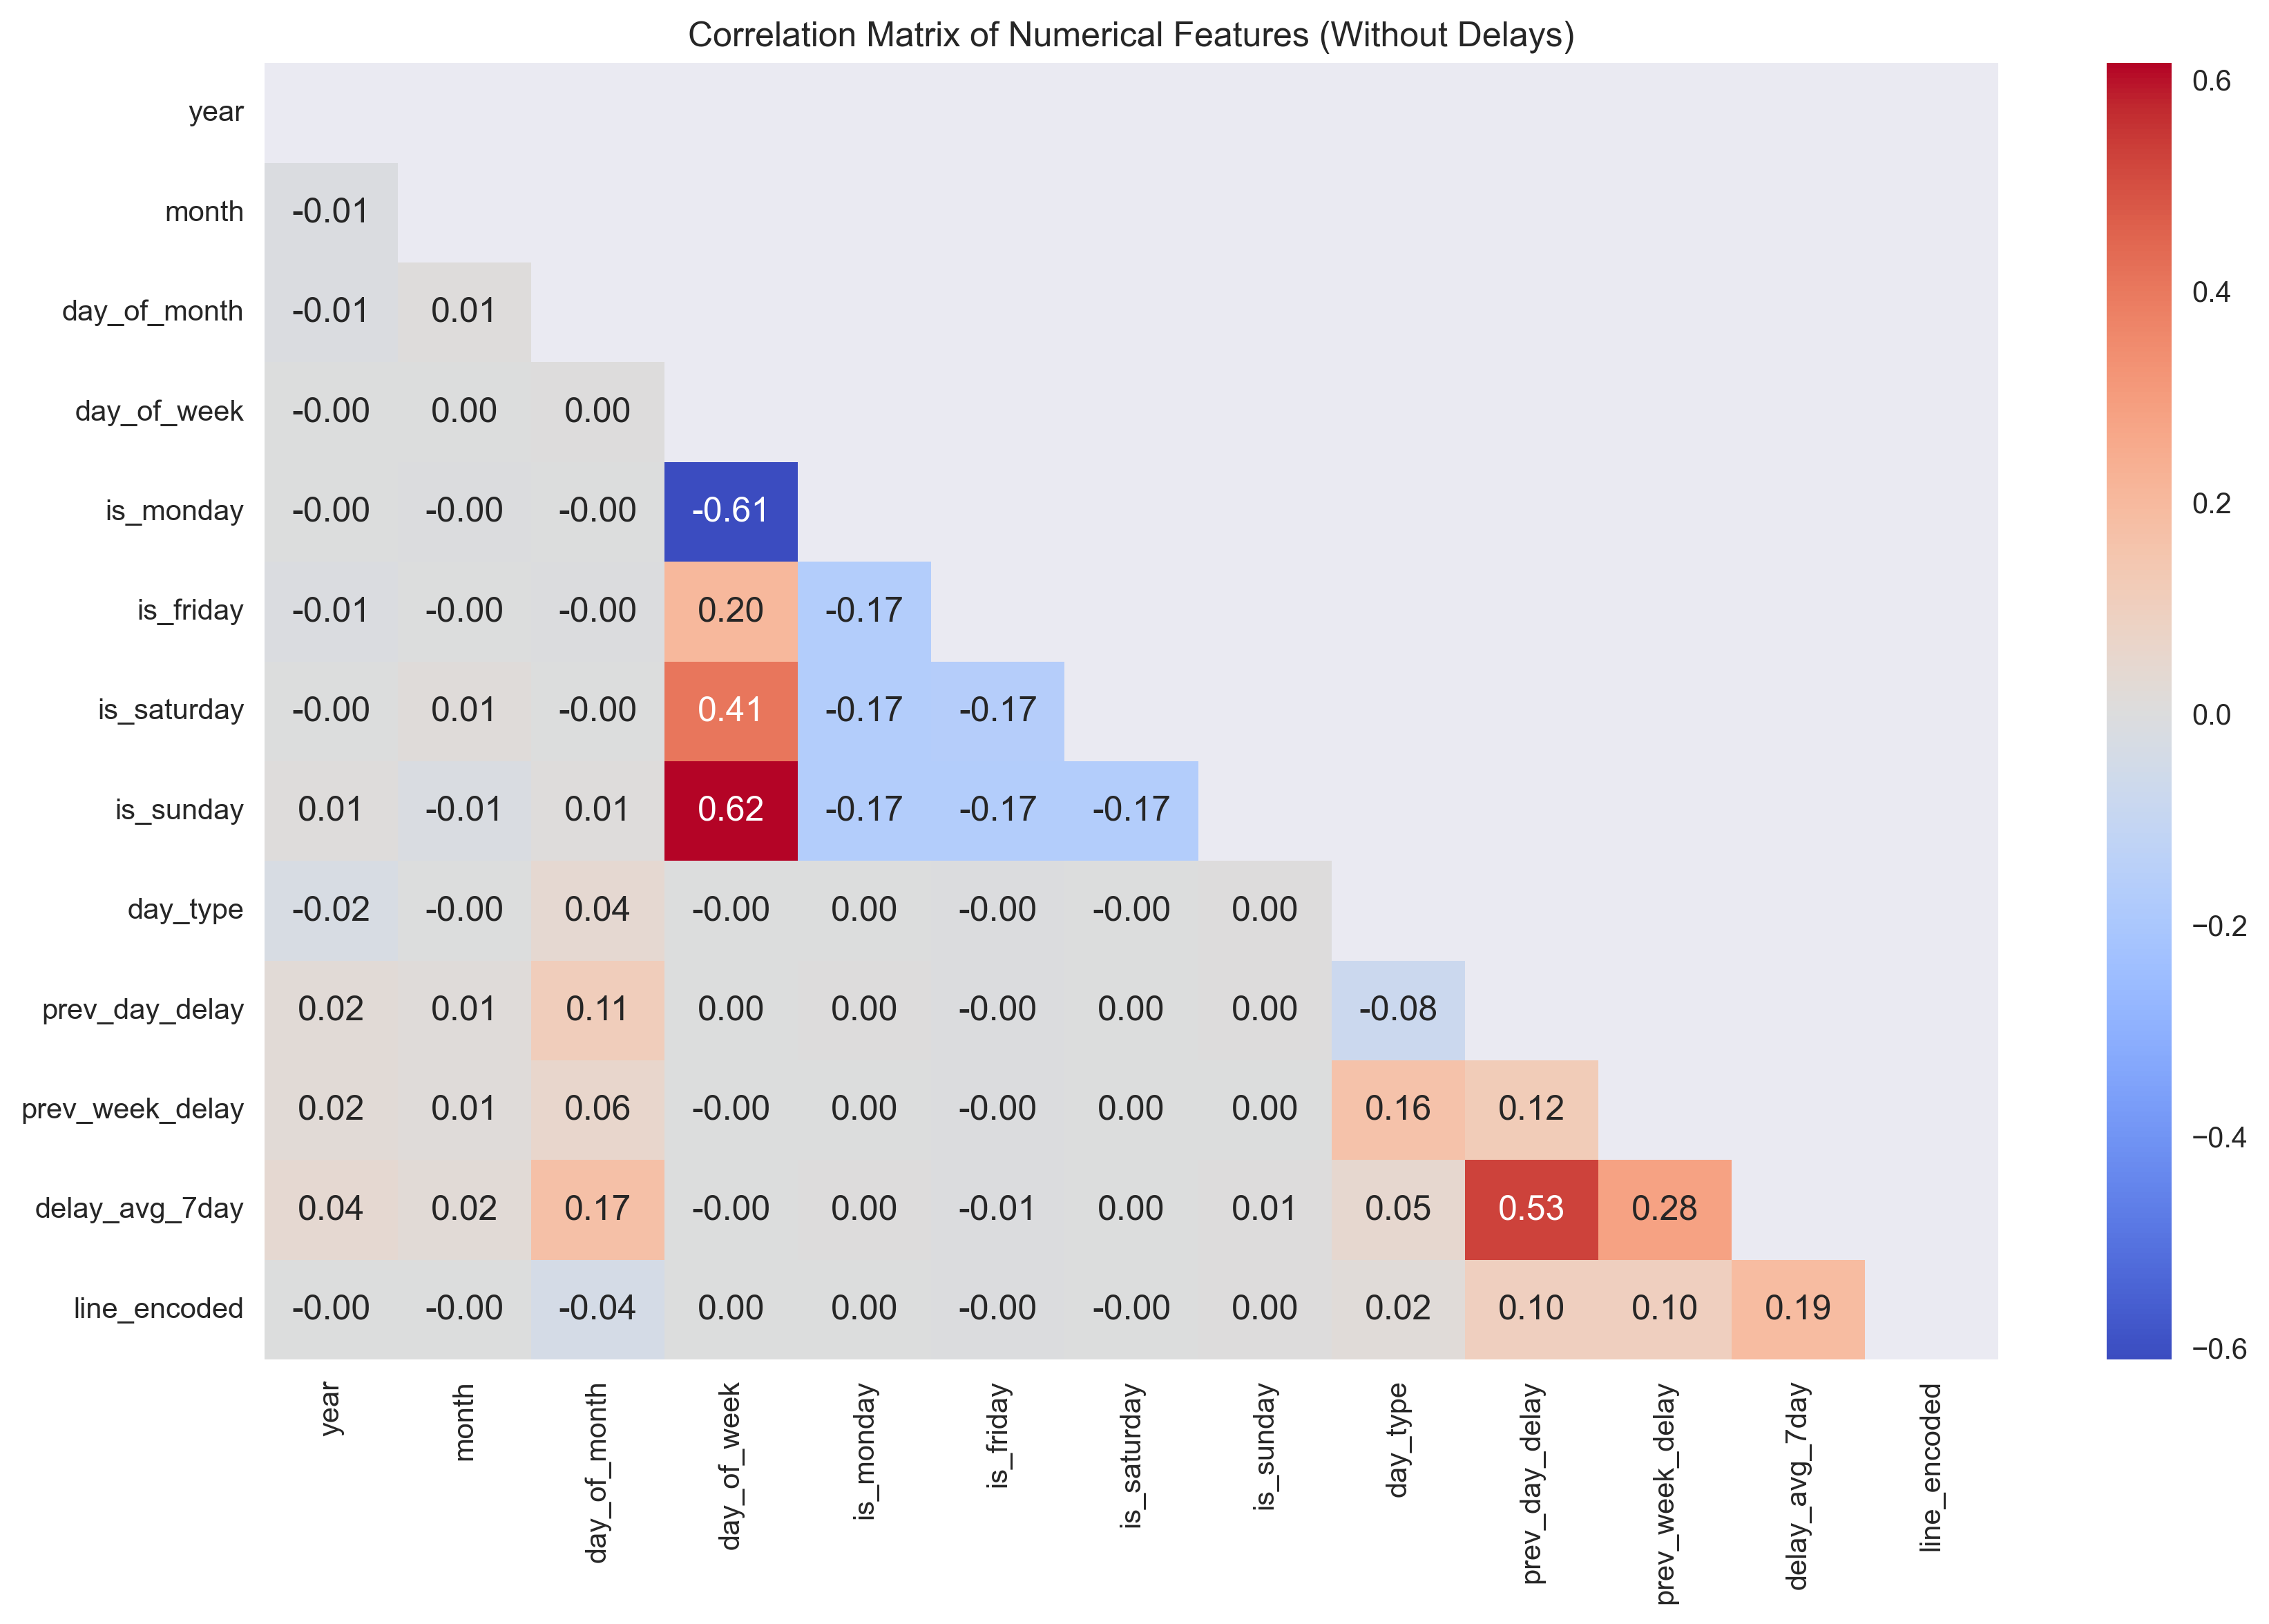 Correlation Matrix of Numerical Features (Without Delays)
year
month -0.01
day_of_month -0.01 0.01
day_of_week -0.00 0.00 0.00
is_monday -0.00 -0.00 -0.00 -0.61
is_friday -0.01 -0.00 -0.00 0.20 -0.17
is_saturday -0.00 0.01 -0.00 0.41 -0.17 -0.17
is_sunday 0.01 -0.01 0.01 0.62 -0.17 -0.17 -0.17
day_type -0.02 -0.00 0.04 -0.00 0.00 -0.00 -0.00 0.00
prev_day_delay 0.02 0.01 0.11 0.00 0.00 -0.00 0.00 0.00 -0.08
prev_week_delay 0.02 0.01 0.06 -0.00 0.00 -0.00 0.00 0.00 0.16 0.12
delay_avg_7day 0.04 0.02 0.17 -0.00 0.00 -0.01 0.00 0.01 0.05 0.53 0.28
line_encoded -0.00 -0.00 -0.04 0.00 0.00 -0.00 -0.00 0.00 0.02 0.10 0.10 0.19
year
month
day_of_month
day_of_week
is_monday
is_friday
is_saturday
is_sunday
day_type
prev_day_delay
prev_week_delay
delay_avg_7day
line_encoded
0.6
0.4
0.2
0.0
−0.2
−0.4
−0.6